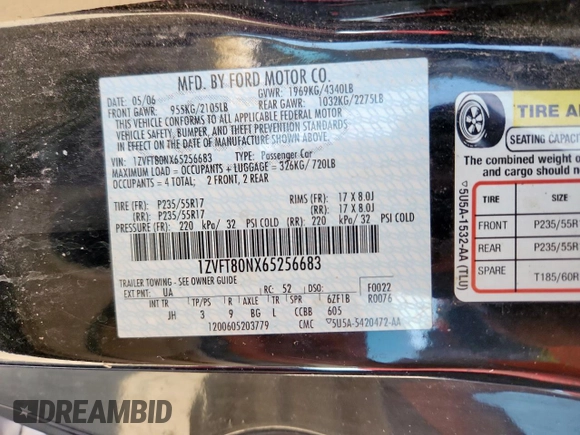 MFD. BY FORD MOTOR CO.
05/06 GVWR: 1969KG/4340LB
FRONT GAWR: 955KG/2105LB REAR GAWR: 1032KG/2275LB
THIS VEHICLE CONFORMS TO ALL APPLICABLE FEDERAL MOTOR
VEHICLE SAFETY, BUMPER, AND THEFT PREVENTION STANDARDS
IN EFFECT ON THE DATE OF MANUFACTURE SHOWN ABOVE.
VIN: 1ZVFT80NX65256683 TYPE: Passenger Car
MAXIMUM LOAD = OCCUPANTS + LUGGAGE = 326KG/720LB
OCCUPANTS = 4 TOTAL; 2 FRONT, 2 REAR
TIRE (FR): P235/55R17 RIMS (FR): 17 X 8.0J
(RR): P235/55R17 (RR): 17 X 8.0J
PRESSURE (FR): 220 kPa/ 32 PSI COLD (RR): 220 kPa/ 32 PSI COLD
1ZVFT80NX65256683
TRAILER TOWING - SEE OWNER GUIDE
EXT PNT: UA RC: 52 DSO: F0022
INT TR TP/PS R AXLE TR SPR 6ZF1B R0076
JH 3 9 BG L CCBB 605
1200605203779 CMC 5U5A-5420472-AA
5U5A-1532-AA (TLU)
TIRE A
SEATING CAPACITY
The combined weight o
and cargo should n
TIRE SIZE
FRONT P235/55R
REAR P235/55R
SPARE T185/60R
DREAMBID